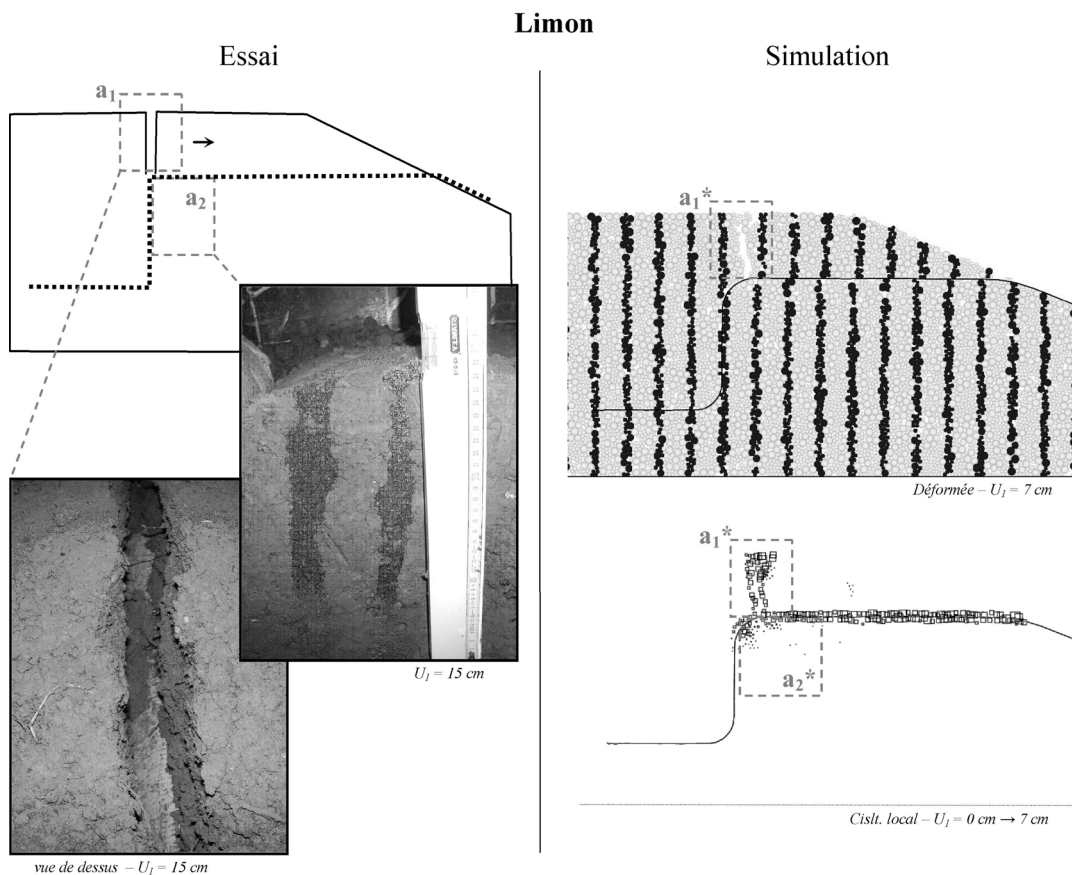 Limon
Essai
Simulation
a1
a2
U1 = 15 cm
vue de dessus – U1 = 15 cm
a1*
Déformée – U1 = 7 cm
a1*
a2*
Cislt. local – U1 = 0 cm → 7 cm